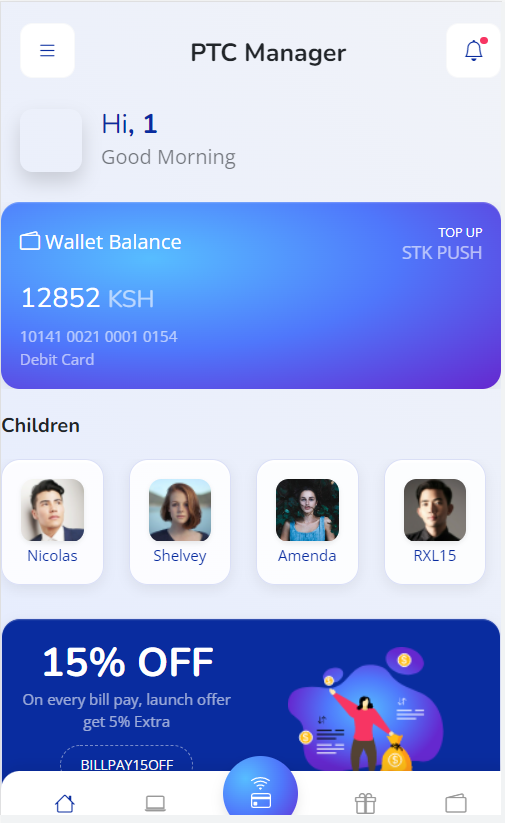 PTC Manager
Hi, 1
Good Morning
Wallet Balance
TOP UP
STK PUSH
12852 KSH
10141 0021 0001 0154
Debit Card
Children
Nicolas
Shelvey
Amenda
RXL15
15% OFF
On every bill pay, launch offer
get 5% Extra
BILLPAY15OFF